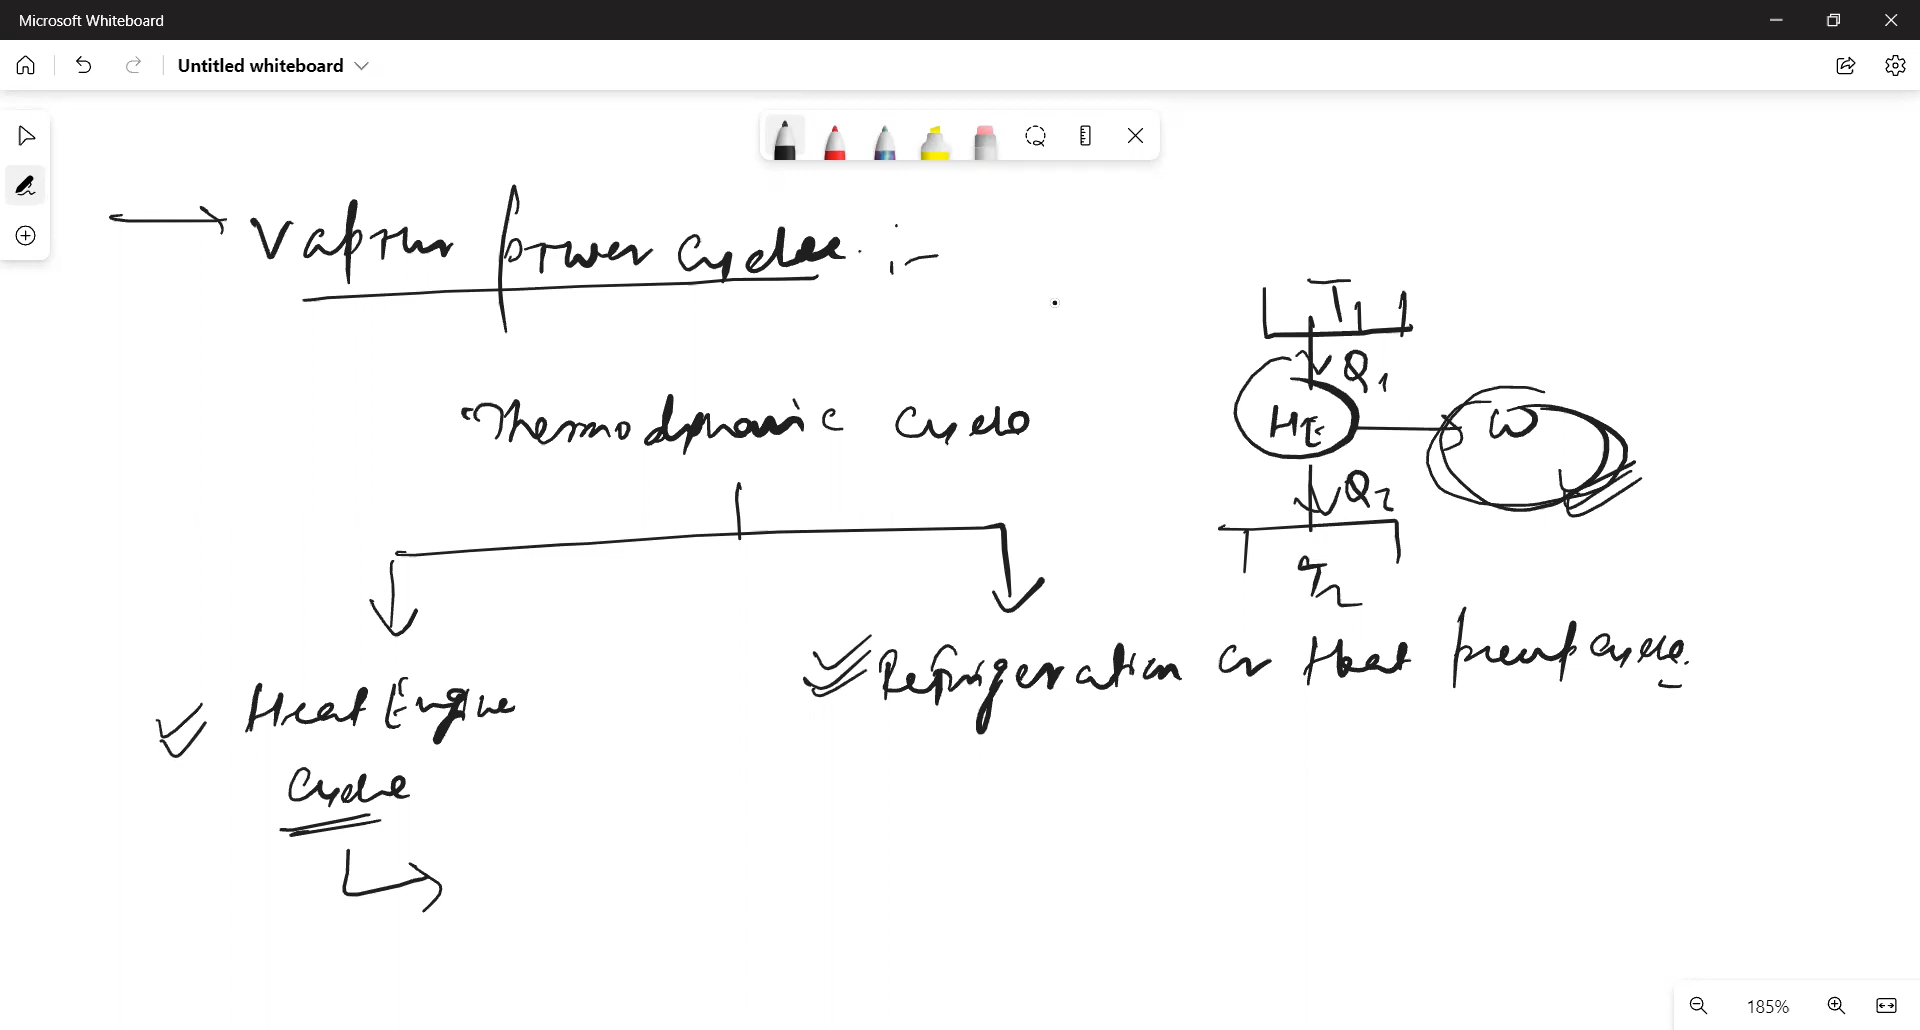 Microsoft Whiteboard
Untitled whiteboard
Vapour power cycles :-
T1
Q1
Thermodynamic Cycle
HE
W
Q2
T2
Refrigeration or Heat pump cycle.
Heat Engine
Cycle
185%